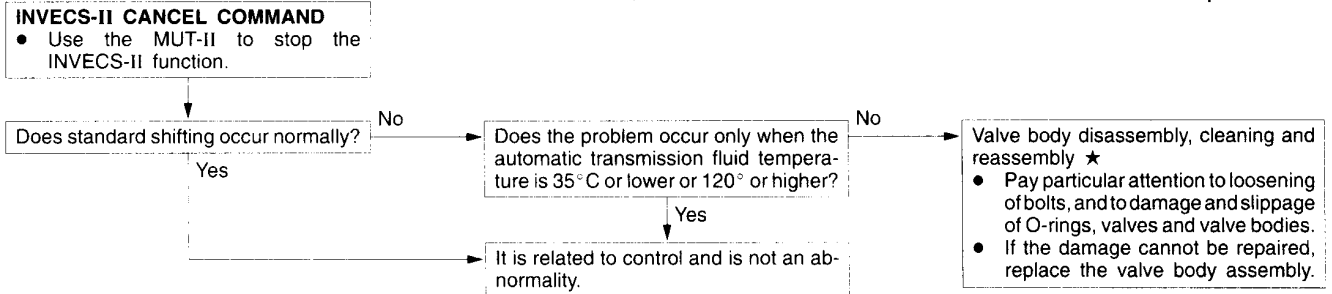 INVECS-II CANCEL COMMAND
● Use the MUT-II to stop the
INVECS-II function.
Does standard shifting occur normally?
No
Yes
Does the problem occur only when the
automatic transmission fluid tempera-
ture is 35°C or lower or 120° or higher?
No
Yes
Valve body disassembly, cleaning and
reassembly ★
● Pay particular attention to loosening
of bolts, and to damage and slippage
of O-rings, valves and valve bodies.
● If the damage cannot be repaired,
replace the valve body assembly.
It is related to control and is not an ab-
normality.